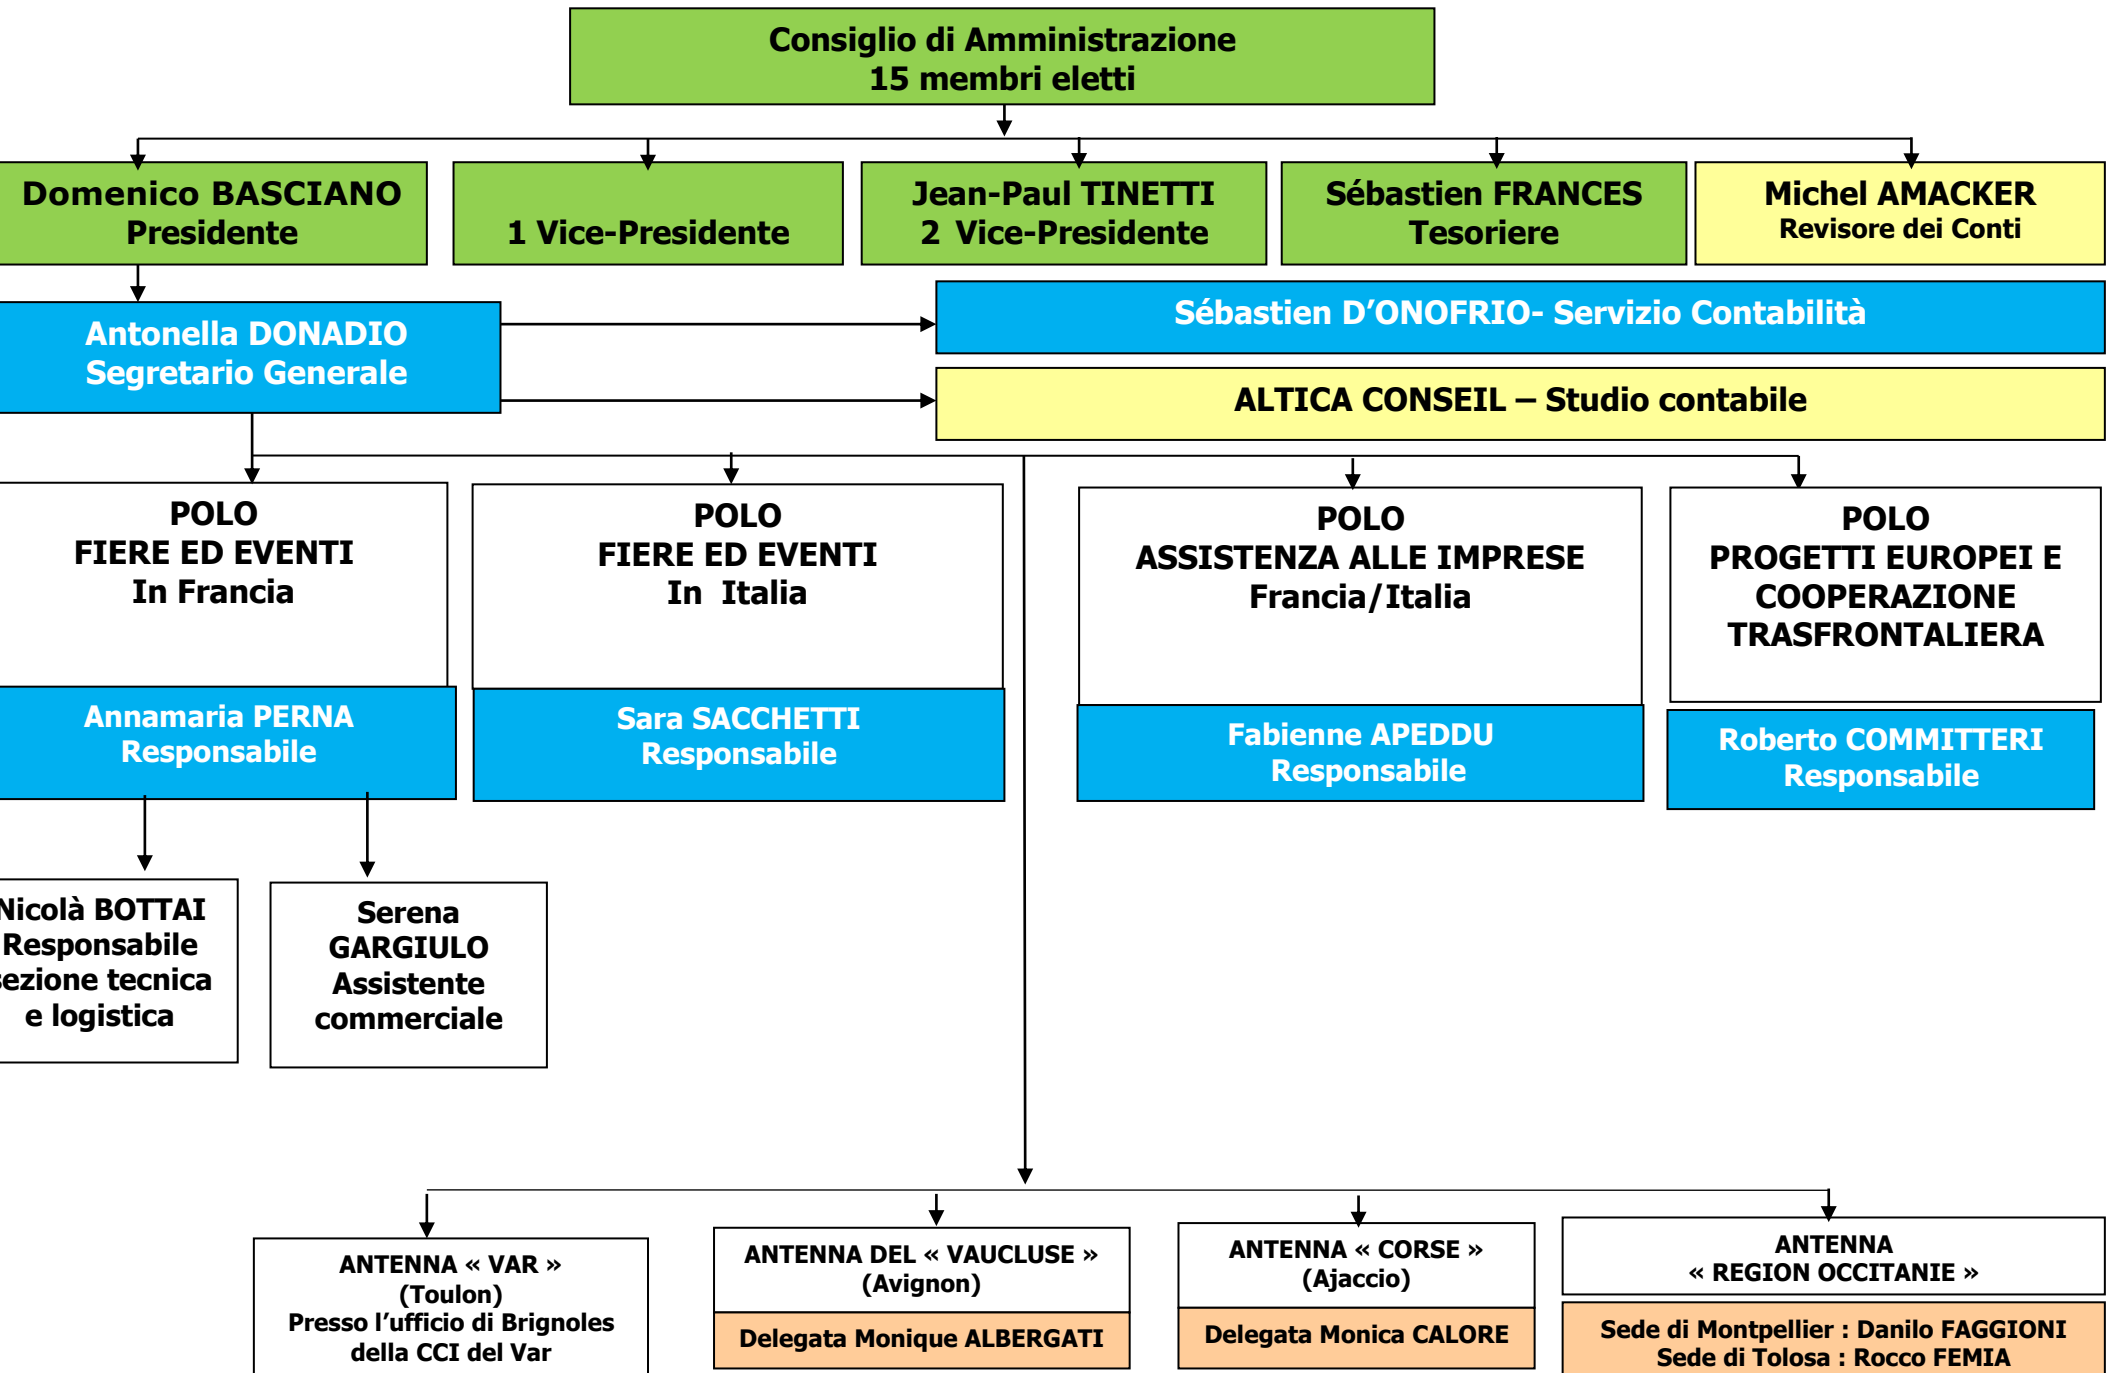 Consiglio di Amministrazione
15 membri eletti
Domenico BASCIANO
Presidente
1 Vice-Presidente
Jean-Paul TINETTI
2 Vice-Presidente
Sébastien FRANCES
Tesoriere
Michel AMACKER
Revisore dei Conti
Antonella DONADIO
Segretario Generale
Sébastien D’ONOFRIO- Servizio Contabilità
ALTICA CONSEIL – Studio contabile
POLO
FIERE ED EVENTI
In Francia
Annamaria PERNA
Responsabile
POLO
FIERE ED EVENTI
In Italia
Sara SACCHETTI
Responsabile
POLO
ASSISTENZA ALLE IMPRESE
Francia/Italia
Fabienne APEDDU
Responsabile
POLO
PROGETTI EUROPEI E
COOPERAZIONE
TRASFRONTALIERA
Roberto COMMITTERI
Responsabile
Nicolà BOTTAI
Responsabile
sezione tecnica
e logistica
Serena
GARGIULO
Assistente
commerciale
ANTENNA « VAR »
(Toulon)
Presso l’ufficio di Brignoles
della CCI del Var
ANTENNA DEL « VAUCLUSE »
(Avignon)
Delegata Monique ALBERGATI
ANTENNA « CORSE »
(Ajaccio)
Delegata Monica CALORE
ANTENNA
« REGION OCCITANIE »
Sede di Montpellier : Danilo FAGGIONI
Sede di Tolosa : Rocco FEMIA